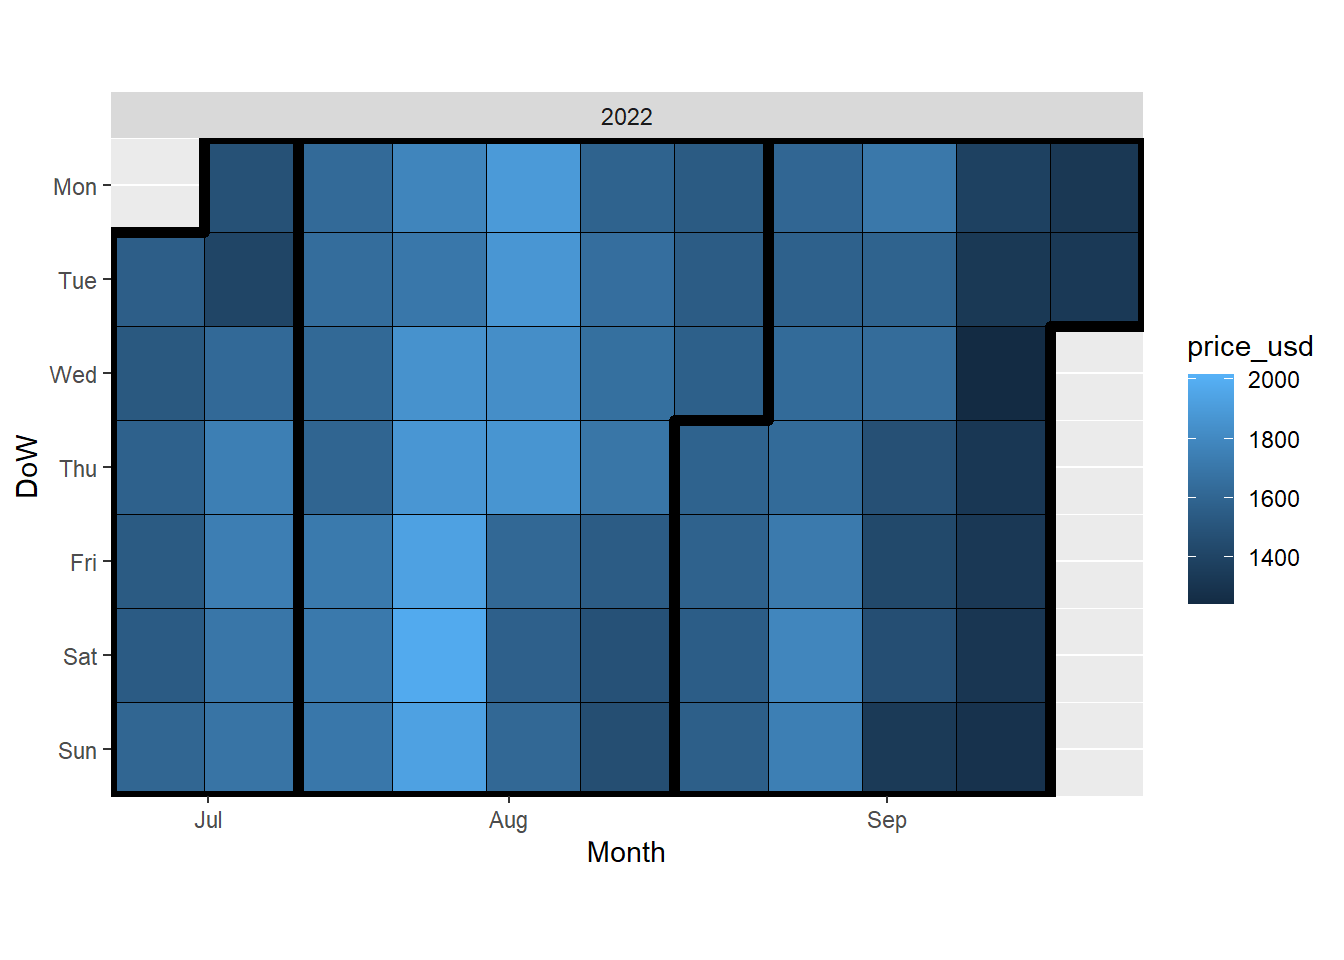 2022
Mon
Tue
Wed
Thu
Fri
Sat
Sun
DoW
Jul Aug Sep
Month
price_usd
2000
1800
1600
1400